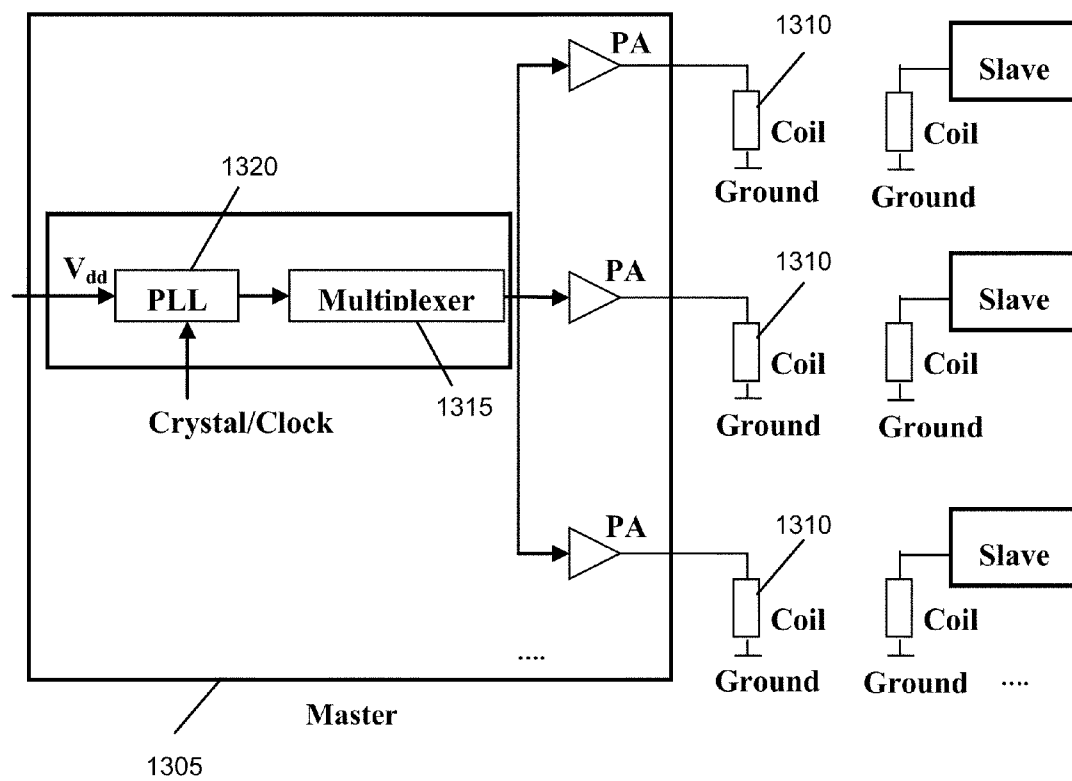 PA
1310
Slave
Coil
Coil
Ground
Ground
1320
V_dd
PLL
Multiplexer
PA
1310
Slave
Coil
Coil
Ground
Ground
1315
Crystal/Clock
PA
1310
Slave
Coil
Coil
Ground
Ground
....
....
Master
1305